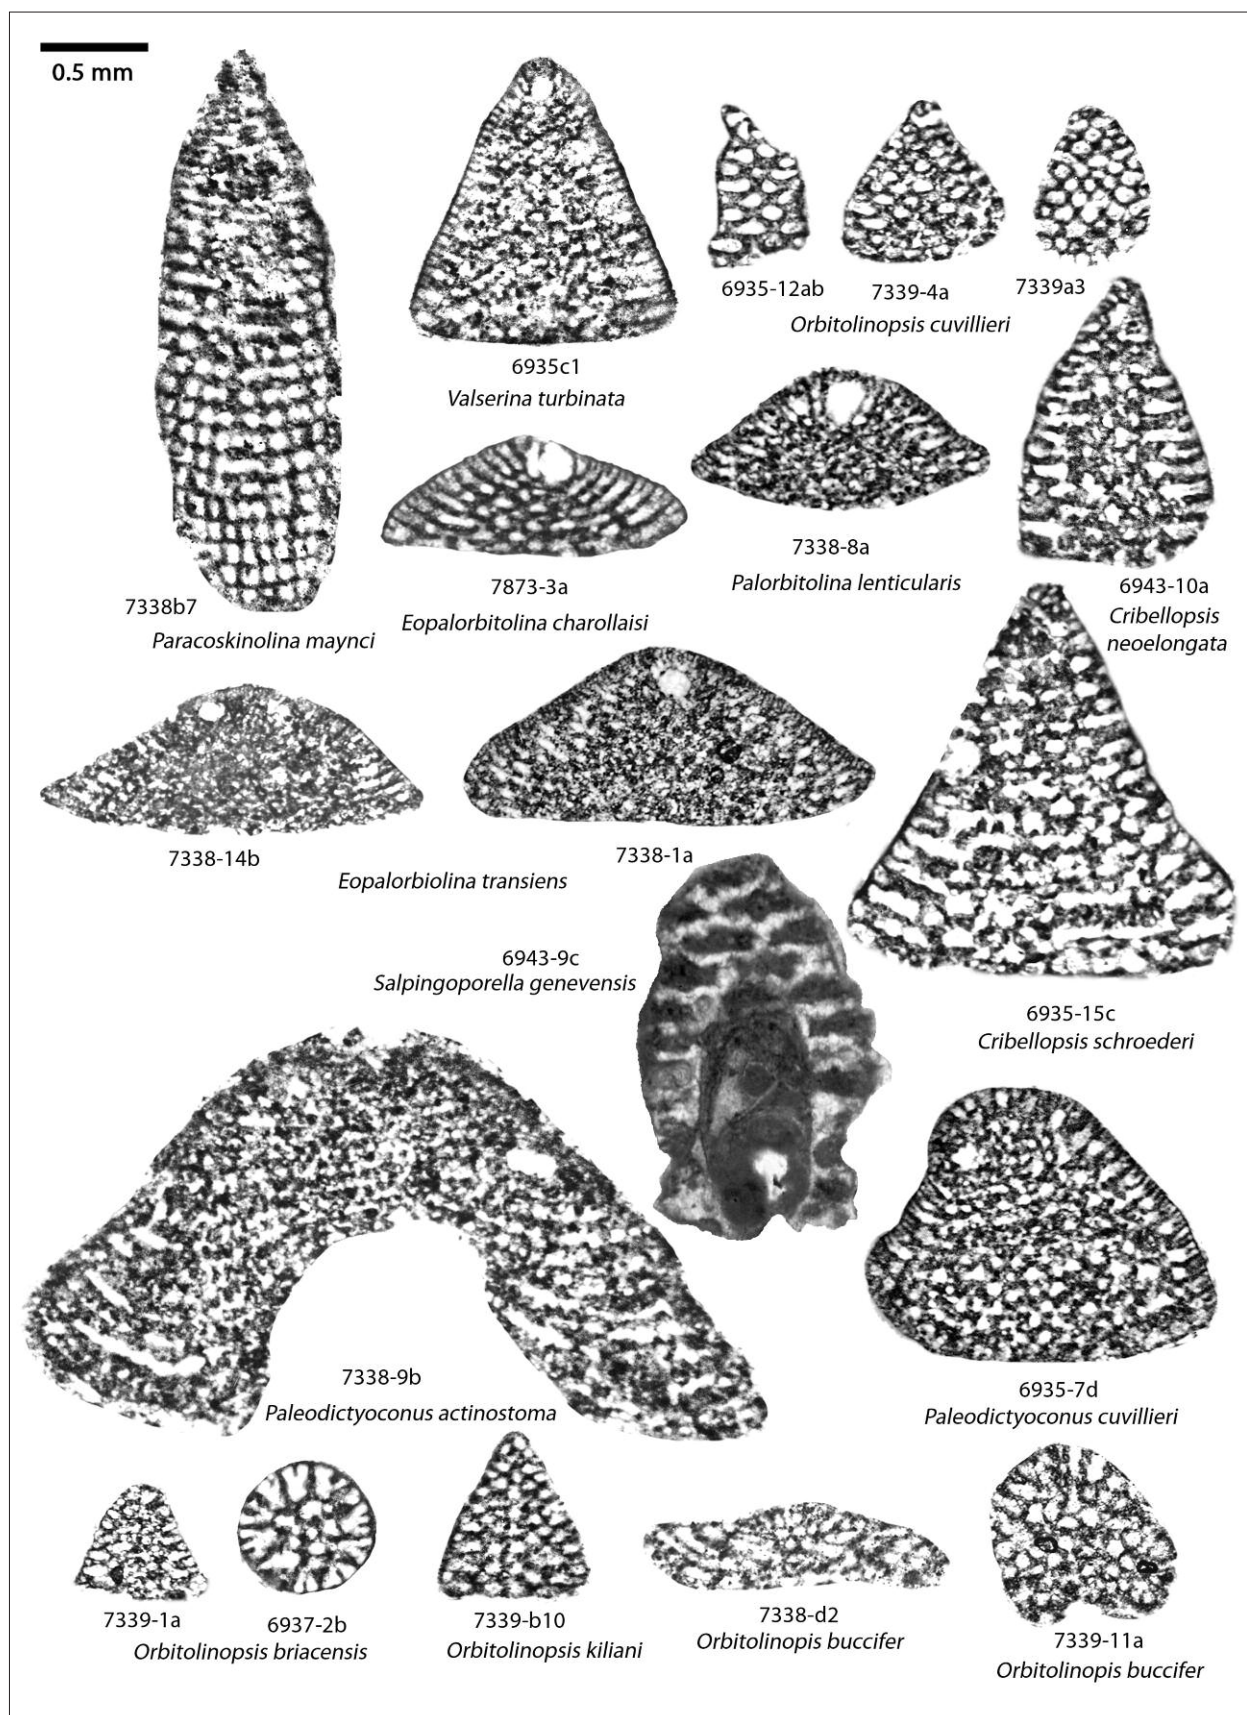 0.5 mm
6935-12ab
7339-4a
7339a3
Orbitolinopsis cuvillieri
6935c1
Valserina turbinata
7338-8a
Palorbitolina lenticularis
6943-10a
Cribellopsis
neoelongata
7338b7
Paracoskinolina maynci
7873-3a
Eopalorbitolina charollaisi
7338-14b
7338-1a
Eopalorbiolina transiens
6943-9c
Salpingoporella genevensis
6935-15c
Cribellopsis schroederi
7338-9b
Paleodictyoconus actinostoma
6935-7d
Paleodictyoconus cuvillieri
7339-1a
6937-2b
Orbitolinopsis briacensis
7339-b10
Orbitolinopsis kiliani
7338-d2
Orbitolinopis buccifer
7339-11a
Orbitolinopis buccifer